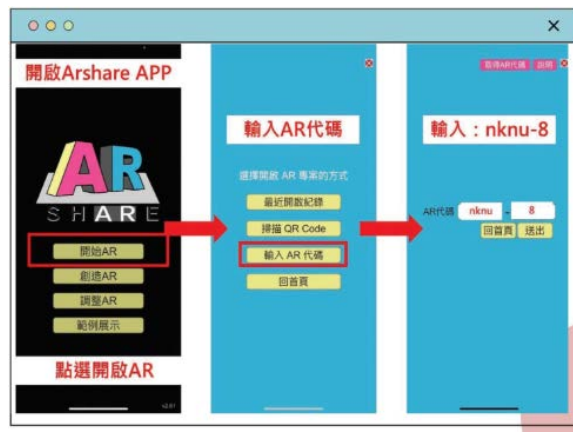 開啟Arshare APP
AR
SHARE
開始AR
創造AR
調整AR
範例展示
點選開啟AR
v2.61
輸入AR代碼
選擇開啟 AR 專案的方式
最近開啟紀錄
掃描 QR Code
輸入 AR 代碼
回首頁
取得AR代碼 說明
輸入：nknu-8
AR代碼 nknu - 8
回首頁 送出